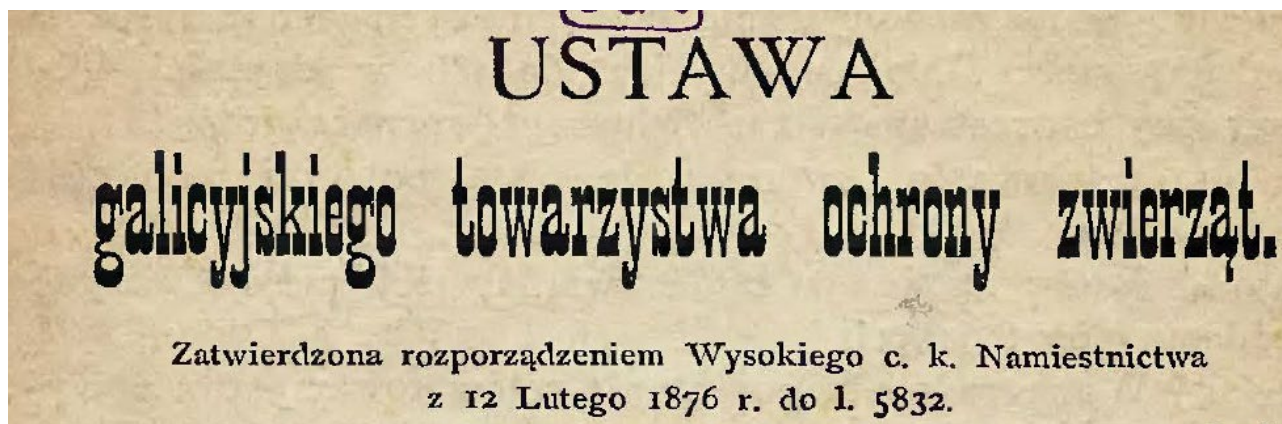 USTAWA
galicyjskiego towarzystwa ochrony zwierząt.
Zatwierdzona rozporządzeniem Wysokiego c. k. Namiestnictwa
z 12 Lutego 1876 r. do l. 5832.